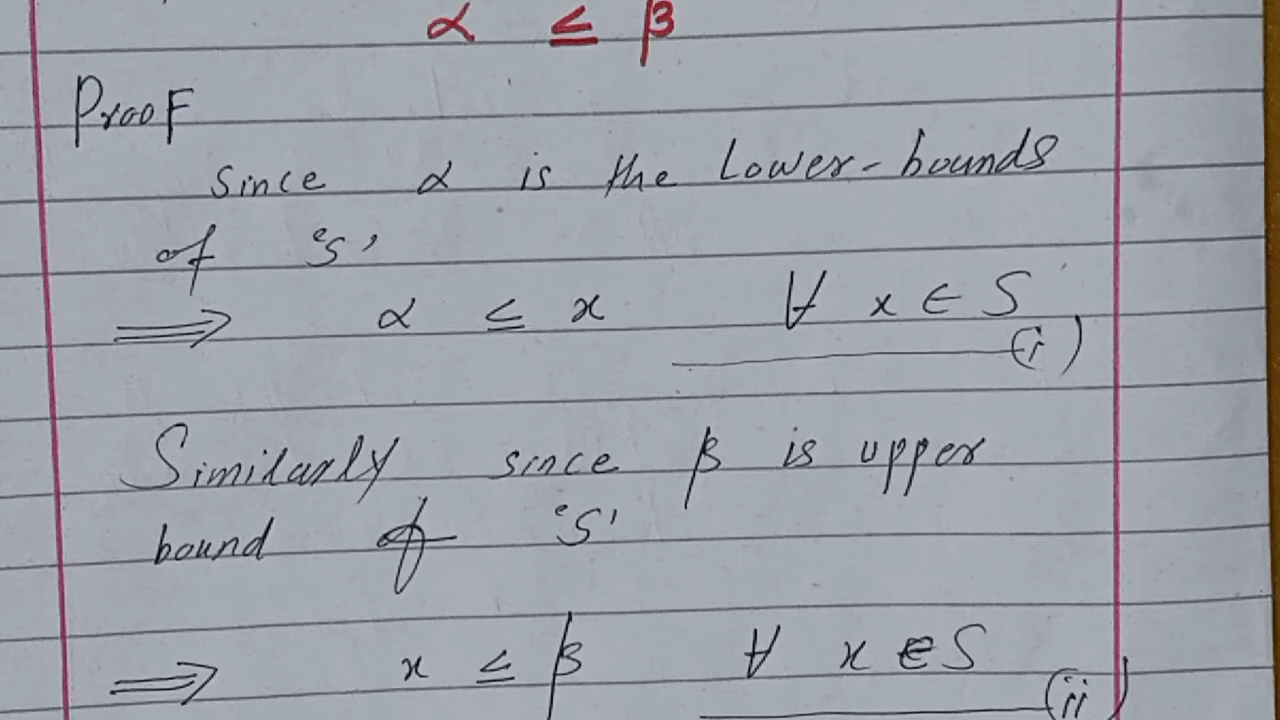 α ≤ β
Proof
Since α is the Lower-bounds
of 'S'
⟹ α ≤ x ∀ x ∈ S
(i)
Similarly since β is upper
bound of 'S'
⟹ x ≤ β ∀ x ∈ S
(ii)